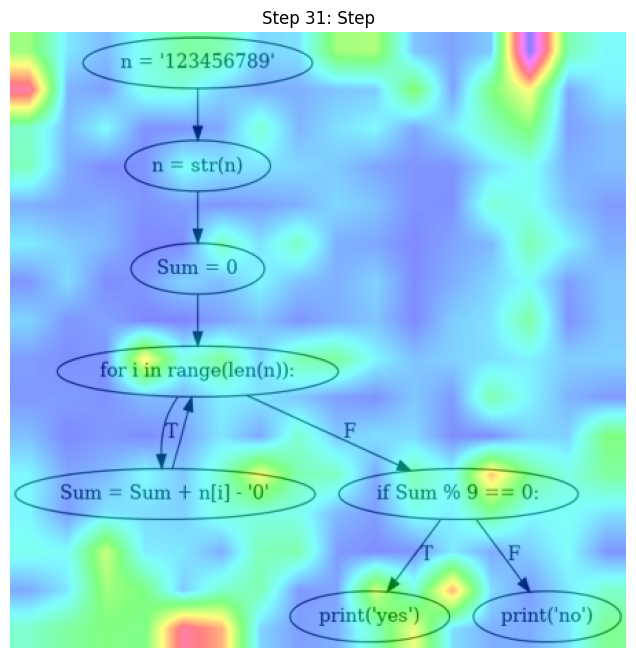 Step 31: Step
n = '123456789'
n = str(n)
Sum = 0
for i in range(len(n)):
T
F
Sum = Sum + n[i] - '0'
if Sum % 9 == 0:
T
F
print('yes')
print('no')